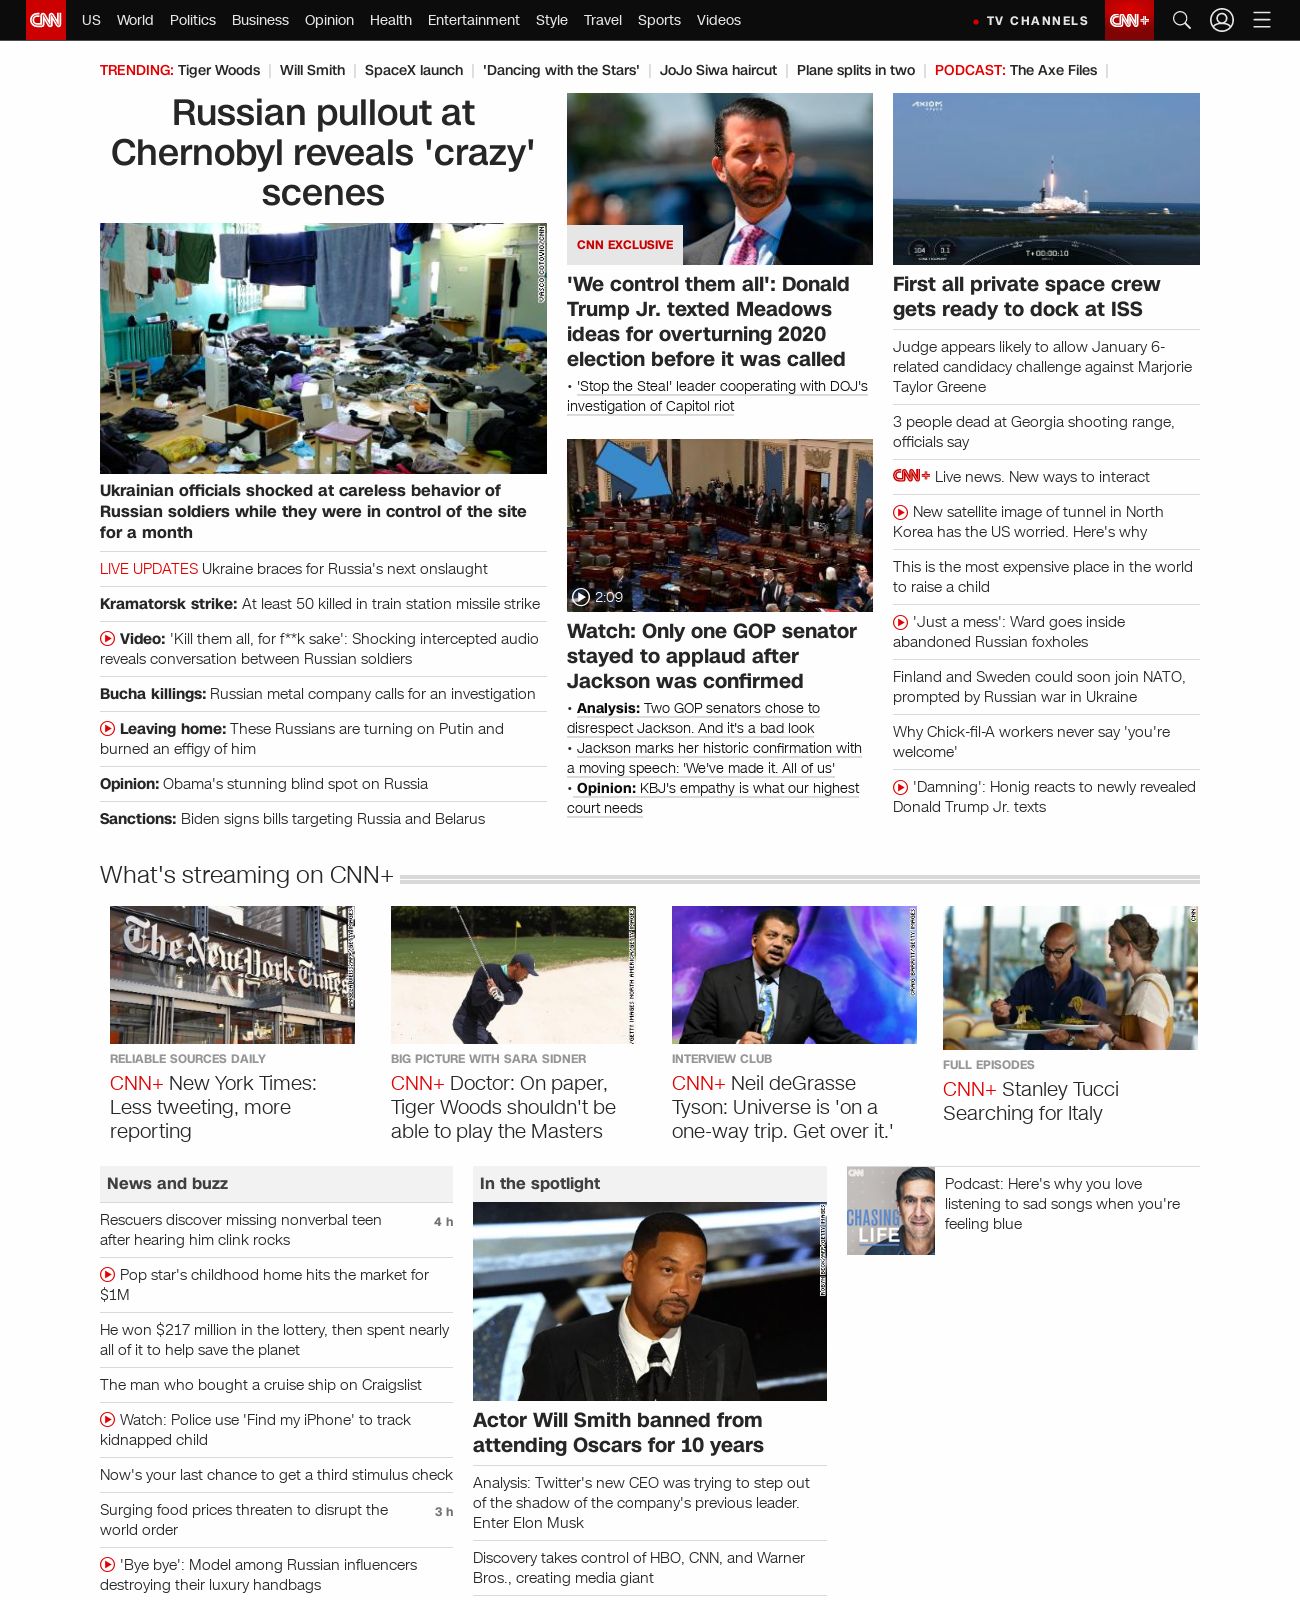 CNN US World Politics Business Opinion Health Entertainment Style Travel Sports Videos TV CHANNELS CNN+
TRENDING: Tiger Woods Will Smith SpaceX launch 'Dancing with the Stars' JoJo Siwa haircut Plane splits in two PODCAST: The Axe Files
Russian pullout at
Chernobyl reveals 'crazy'
scenes
VASCO COTOVIO/CNN
Ukrainian officials shocked at careless behavior of
Russian soldiers while they were in control of the site
for a month
LIVE UPDATES Ukraine braces for Russia's next onslaught
Kramatorsk strike: At least 50 killed in train station missile strike
Video: 'Kill them all, for f**k sake': Shocking intercepted audio
reveals conversation between Russian soldiers
Bucha killings: Russian metal company calls for an investigation
Leaving home: These Russians are turning on Putin and
burned an effigy of him
Opinion: Obama's stunning blind spot on Russia
Sanctions: Biden signs bills targeting Russia and Belarus
CNN EXCLUSIVE
'We control them all': Donald
Trump Jr. texted Meadows
ideas for overturning 2020
election before it was called
• 'Stop the Steal' leader cooperating with DOJ's
investigation of Capitol riot
2:09
Watch: Only one GOP senator
stayed to applaud after
Jackson was confirmed
• Analysis: Two GOP senators chose to
disrespect Jackson. And it's a bad look
• Jackson marks her historic confirmation with
a moving speech: 'We've made it. All of us'
• Opinion: KBJ's empathy is what our highest
court needs
AXIOM
SPACE
104 0.1
T+00:00:10
First all private space crew
gets ready to dock at ISS
Judge appears likely to allow January 6-
related candidacy challenge against Marjorie
Taylor Greene
3 people dead at Georgia shooting range,
officials say
CNN+ Live news. New ways to interact
New satellite image of tunnel in North
Korea has the US worried. Here's why
This is the most expensive place in the world
to raise a child
'Just a mess': Ward goes inside
abandoned Russian foxholes
Finland and Sweden could soon join NATO,
prompted by Russian war in Ukraine
Why Chick-fil-A workers never say 'you're
welcome'
'Damning': Honig reacts to newly revealed
Donald Trump Jr. texts
What's streaming on CNN+
The New York Times
RELIABLE SOURCES DAILY
CNN+ New York Times:
Less tweeting, more
reporting
/GETTY IMAGES NORTH AMERICA/GETTY IMAGES
BIG PICTURE WITH SARA SIDNER
CNN+ Doctor: On paper,
Tiger Woods shouldn't be
able to play the Masters
CRAIG BARRITT/GETTY IMAGES
INTERVIEW CLUB
CNN+ Neil deGrasse
Tyson: Universe is 'on a
one-way trip. Get over it.'
CNN
FULL EPISODES
CNN+ Stanley Tucci
Searching for Italy
News and buzz
Rescuers discover missing nonverbal teen 4 h
after hearing him clink rocks
Pop star's childhood home hits the market for
$1M
He won $217 million in the lottery, then spent nearly
all of it to help save the planet
The man who bought a cruise ship on Craigslist
Watch: Police use 'Find my iPhone' to track
kidnapped child
Now's your last chance to get a third stimulus check
Surging food prices threaten to disrupt the 3 h
world order
'Bye bye': Model among Russian influencers
destroying their luxury handbags
In the spotlight
Actor Will Smith banned from
attending Oscars for 10 years
Analysis: Twitter's new CEO was trying to step out
of the shadow of the company's previous leader.
Enter Elon Musk
Discovery takes control of HBO, CNN, and Warner
Bros., creating media giant
CNN
CHASING
LIFE
Podcast: Here's why you love
listening to sad songs when you're
feeling blue